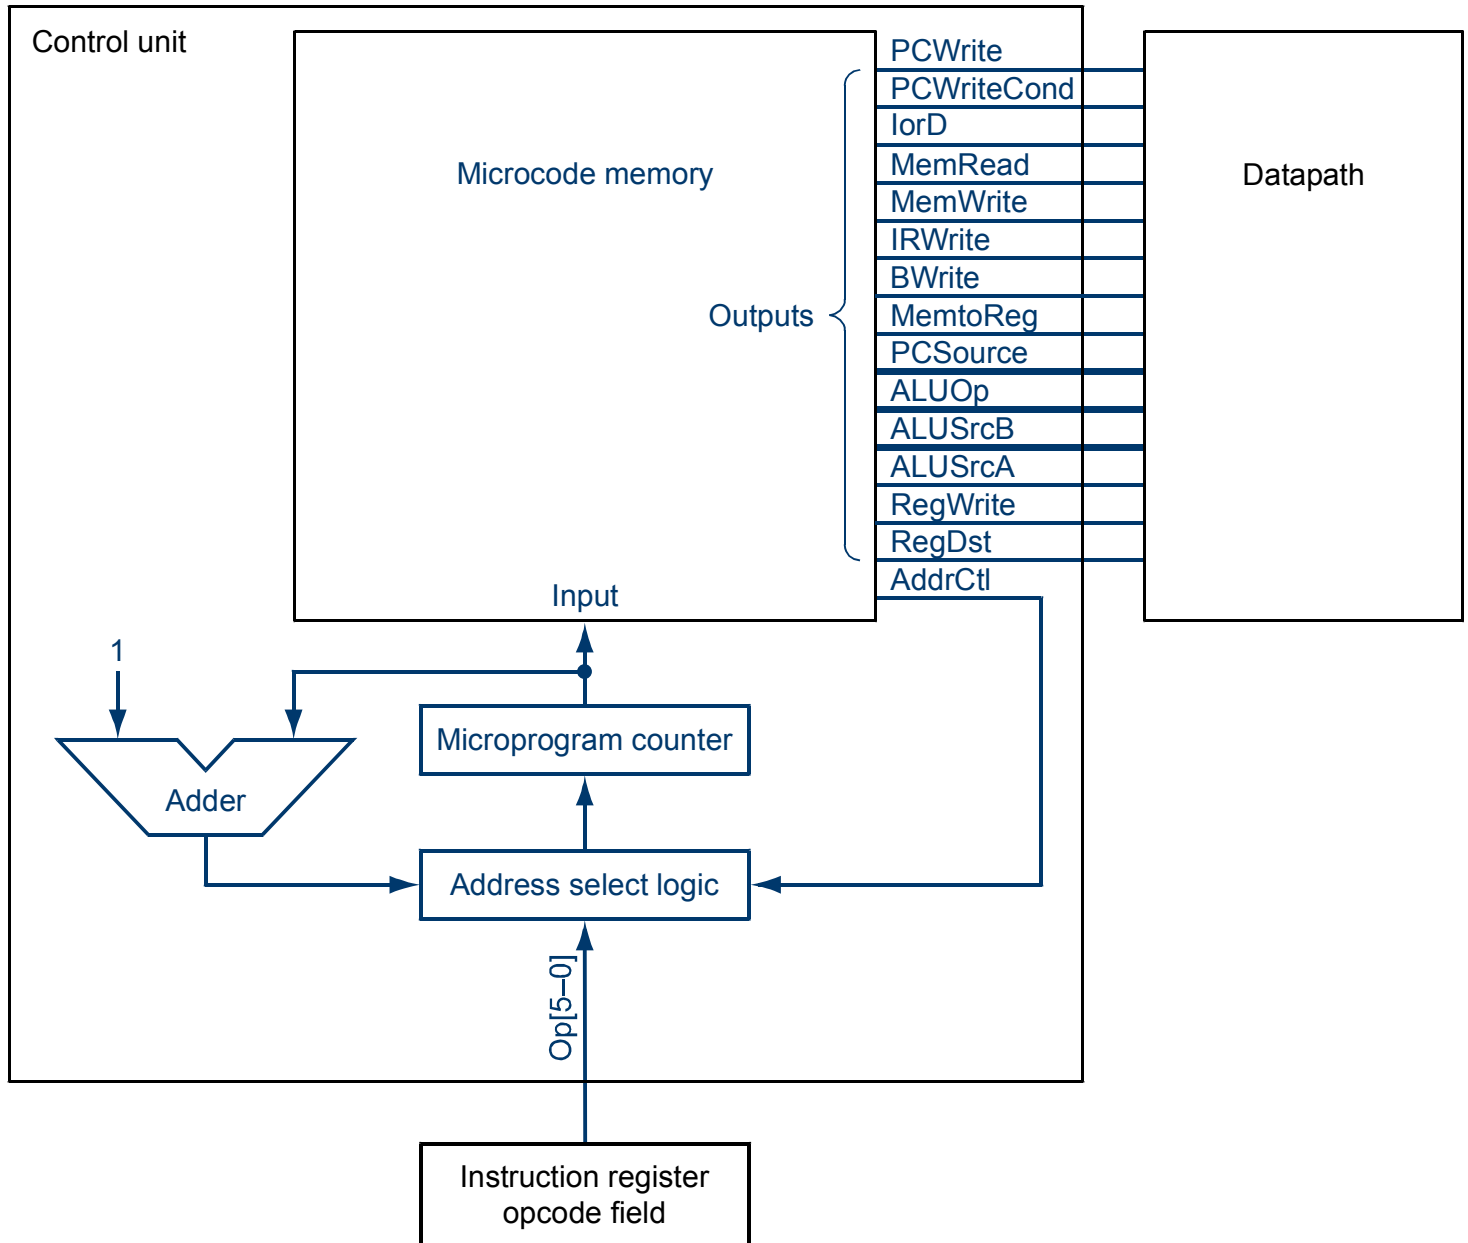 Control unit
PCWrite
PCWriteCond
IorD
MemRead
Microcode memory
Datapath
MemWrite
IRWrite
BWrite
Outputs
MemtoReg
PCSource
ALUOp
ALUSrcB
ALUSrcA
RegWrite
RegDst
AddrCtl
Input
1
Microprogram counter
Adder
Address select logic
Op[5–0]
Instruction register
opcode field